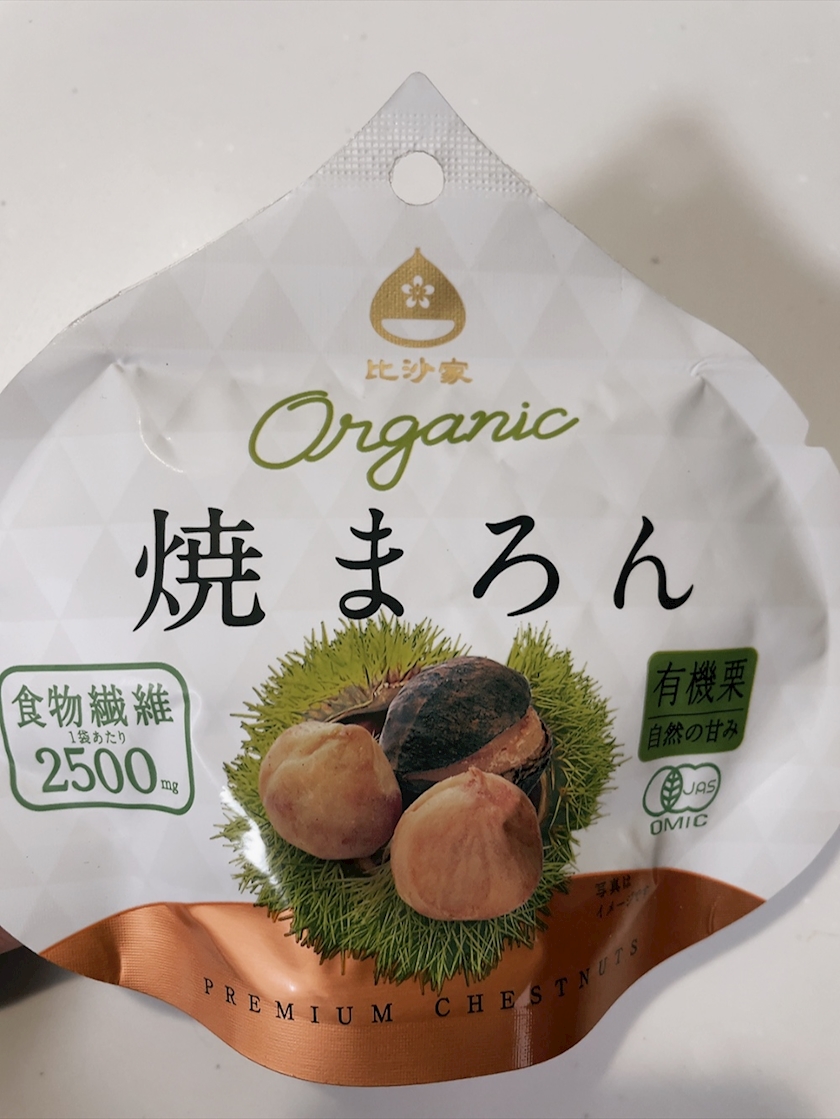 比沙家
Organic
焼まろん
食物繊維
1袋あたり
2500mg
有機栗
自然の甘み
JAS
OMIC
写真は
イメージです
PREMIUM CHESTNUTS